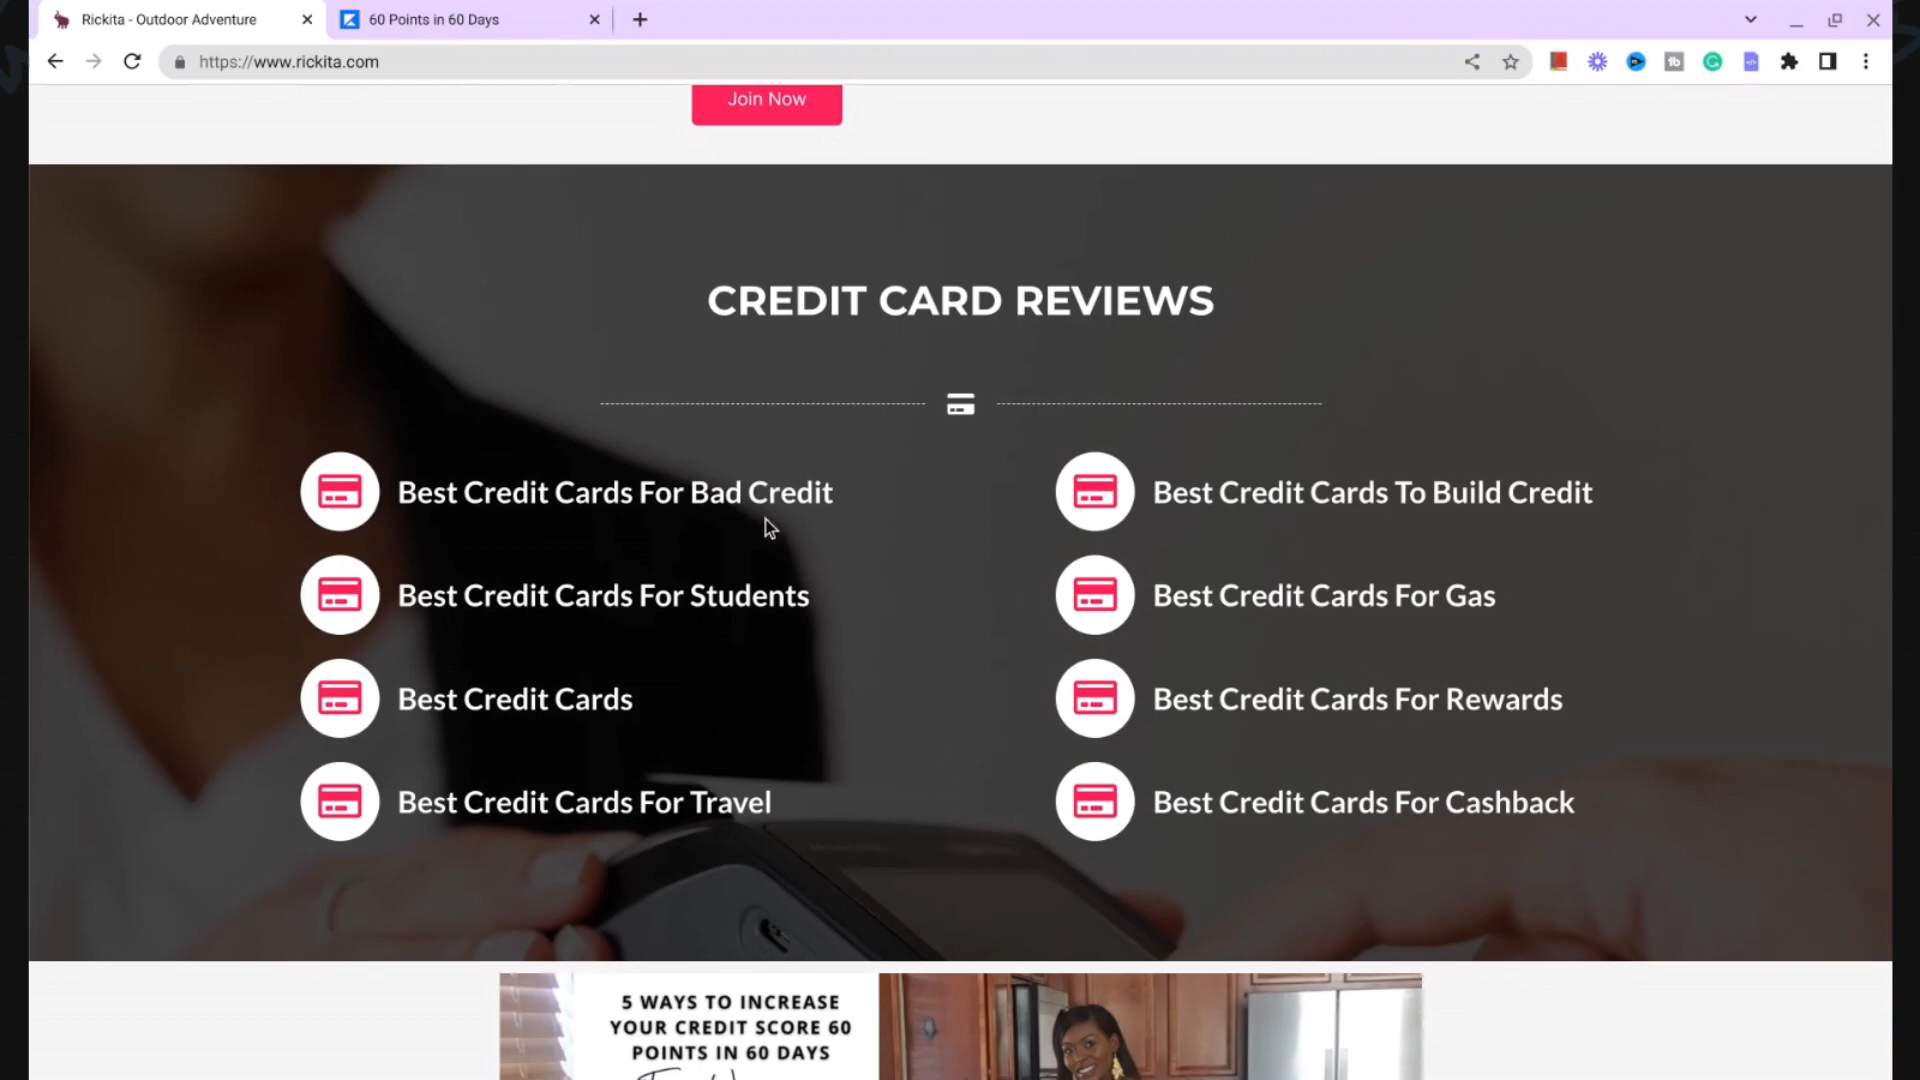 Rickita - Outdoor Adventure
60 Points in 60 Days
https://www.rickita.com
Join Now
CREDIT CARD REVIEWS
Best Credit Cards For Bad Credit
Best Credit Cards To Build Credit
Best Credit Cards For Students
Best Credit Cards For Gas
Best Credit Cards
Best Credit Cards For Rewards
Best Credit Cards For Travel
Best Credit Cards For Cashback
5 WAYS TO INCREASE
YOUR CREDIT SCORE 60
POINTS IN 60 DAYS